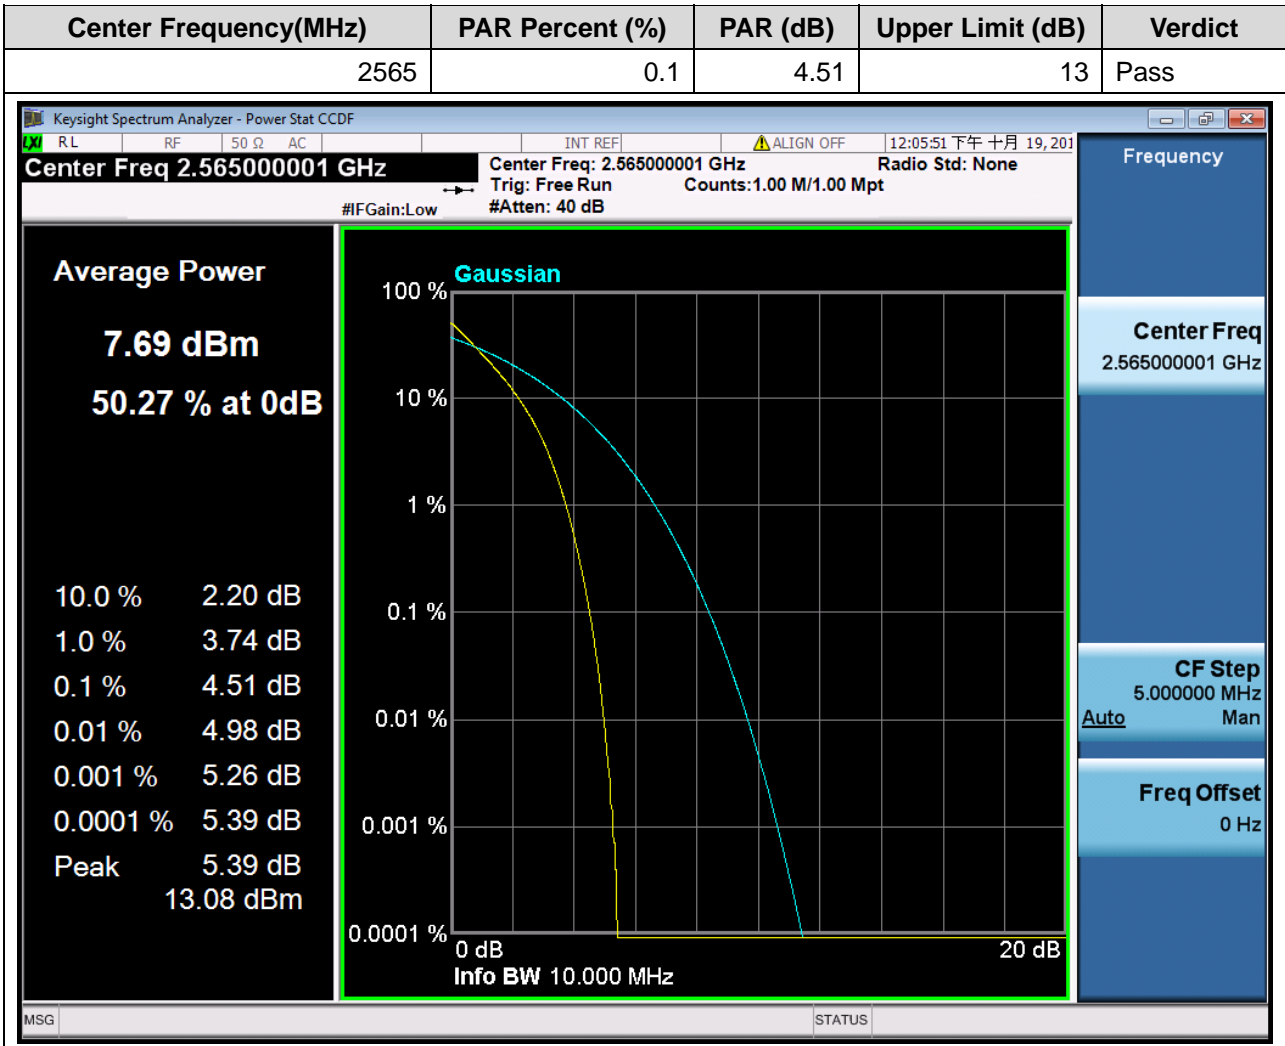 Center Frequency(MHz) PAR Percent (%) PAR (dB) Upper Limit (dB) Verdict
2565 0.1 4.51 13 Pass
Keysight Spectrum Analyzer - Power Stat CCDF
LXI RL RF 50 Ω AC INT REF ALIGN OFF 12:05:51 下午 十月 19, 201
Center Freq 2.565000001 GHz
Center Freq: 2.565000001 GHz Radio Std: None
Trig: Free Run Counts:1.00 M/1.00 Mpt
#IFGain:Low #Atten: 40 dB
Average Power
7.69 dBm
50.27 % at 0dB
10.0 % 2.20 dB
1.0 % 3.74 dB
0.1 % 4.51 dB
0.01 % 4.98 dB
0.001 % 5.26 dB
0.0001 % 5.39 dB
Peak 5.39 dB
13.08 dBm
Gaussian
100 %
10 %
1 %
0.1 %
0.01 %
0.001 %
0.0001 %
0 dB 20 dB
Info BW 10.000 MHz
Frequency
Center Freq
2.565000001 GHz
CF Step
5.000000 MHz
Auto Man
Freq Offset
0 Hz
MSG STATUS